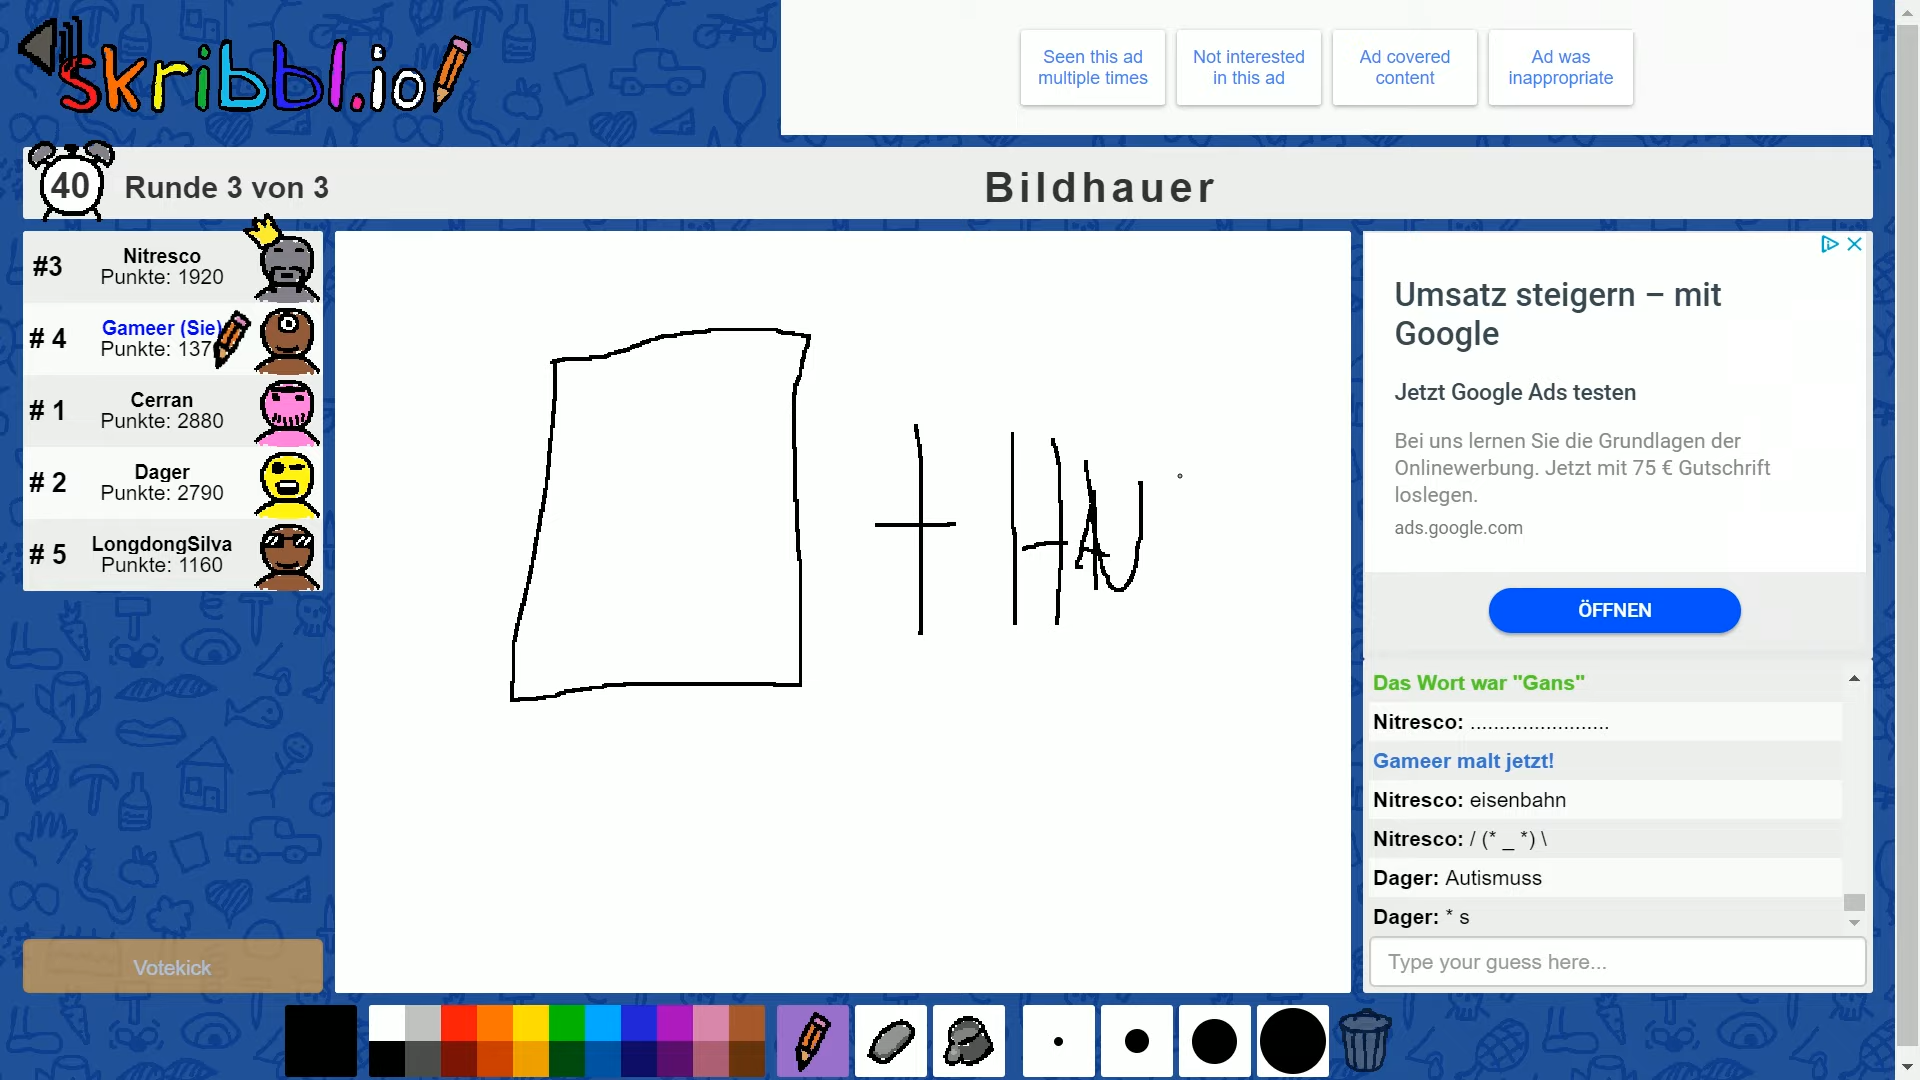 skribbl.io
Seen this ad
multiple times
Not interested
in this ad
Ad covered
content
Ad was
inappropriate
40
Runde 3 von 3
Bildhauer
#3
Nitresco
Punkte: 1920
# 4
Gameer (Sie)
Punkte: 137
# 1
Cerran
Punkte: 2880
# 2
Dager
Punkte: 2790
# 5
LongdongSilva
Punkte: 1160
Votekick
+ HAU
Umsatz steigern – mit
Google
Jetzt Google Ads testen
Bei uns lernen Sie die Grundlagen der
Onlinewerbung. Jetzt mit 75 € Gutschrift
loslegen.
ads.google.com
ÖFFNEN
Das Wort war "Gans"
Nitresco: ........................
Gameer malt jetzt!
Nitresco: eisenbahn
Nitresco: / (* _ *) \
Dager: Autismuss
Dager: * s
Type your guess here...